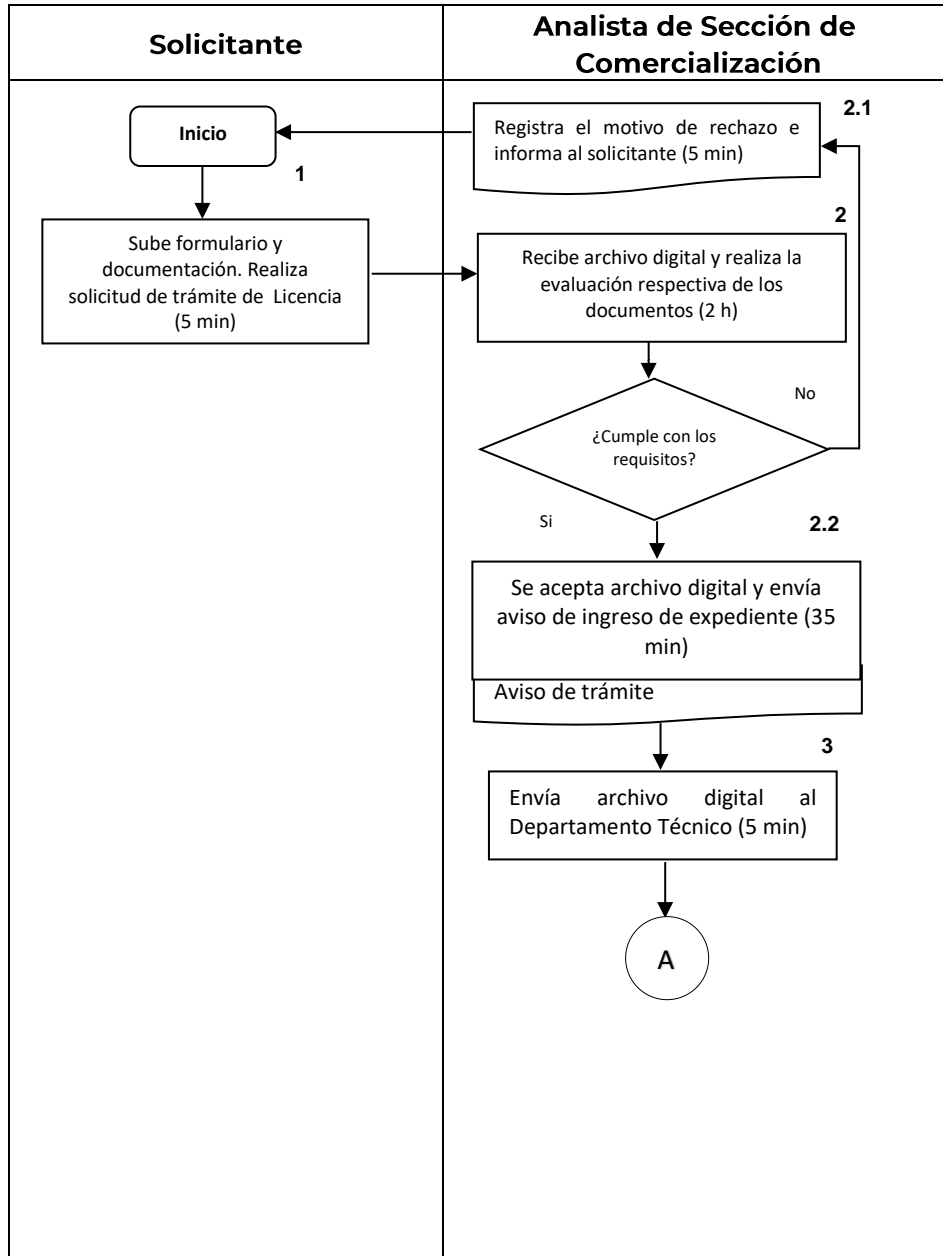 Solicitante
Analista de Sección de
Comercialización
Inicio
1
Sube formulario y
documentación. Realiza
solicitud de trámite de Licencia
(5 min)
2.1
Registra el motivo de rechazo e
informa al solicitante (5 min)
2
Recibe archivo digital y realiza la
evaluación respectiva de los
documentos (2 h)
No
¿Cumple con los
requisitos?
Si
2.2
Se acepta archivo digital y envía
aviso de ingreso de expediente (35
min)
Aviso de trámite
3
Envía archivo digital al
Departamento Técnico (5 min)
A